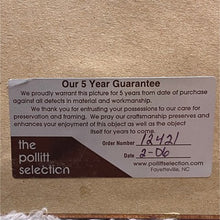 Our 5 Year Guarantee
We proudly warrant this picture for 5 years from date of purchase
against all defects in material and workmanship.
We thank you for entrusting your possessions to our care for
preservation and framing. We pray our craftsmanship preserves and
enhances your enjoyment of this object as well as the object
itself for years to come.
the
pollitt
selection
Order Number 12421
Date 2-06
www.pollittselection.com
Fayetteville, NC